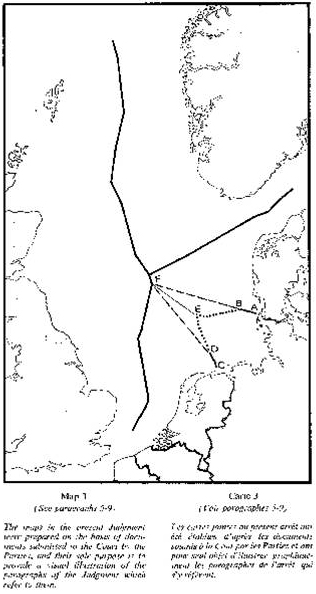 F
E
B
A
D
C
Map 3
(See paragraphs 5-9)
The maps in the present Judgment
were prepared on the basis of docu-
ments submitted to the Court by the
Parties, and their sole purpose is to
provide a visual illustration of the
paragraphs of the Judgment which
refer to them.
Carte 3
(Voir paragraphes 5-9)
Les cartes jointes au présent arrêt ont
été établies d'après les documents
soumis à la Cour par les Parties et ont
pour seul objet d'illustrer graphique-
ment les paragraphes de l'arrêt qui
s'y réfèrent.